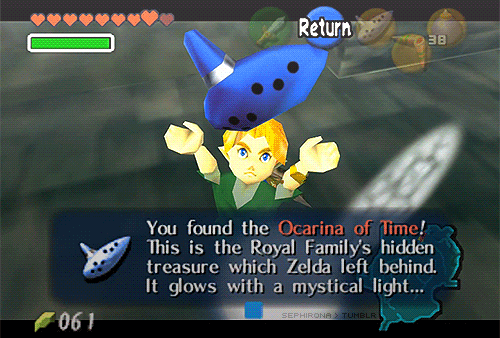 Return
38
You found the Ocarina of Time!
This is the Royal Family's hidden
treasure which Zelda left behind.
It glows with a mystical light...
SEPHIRONA > TUMBLR
061